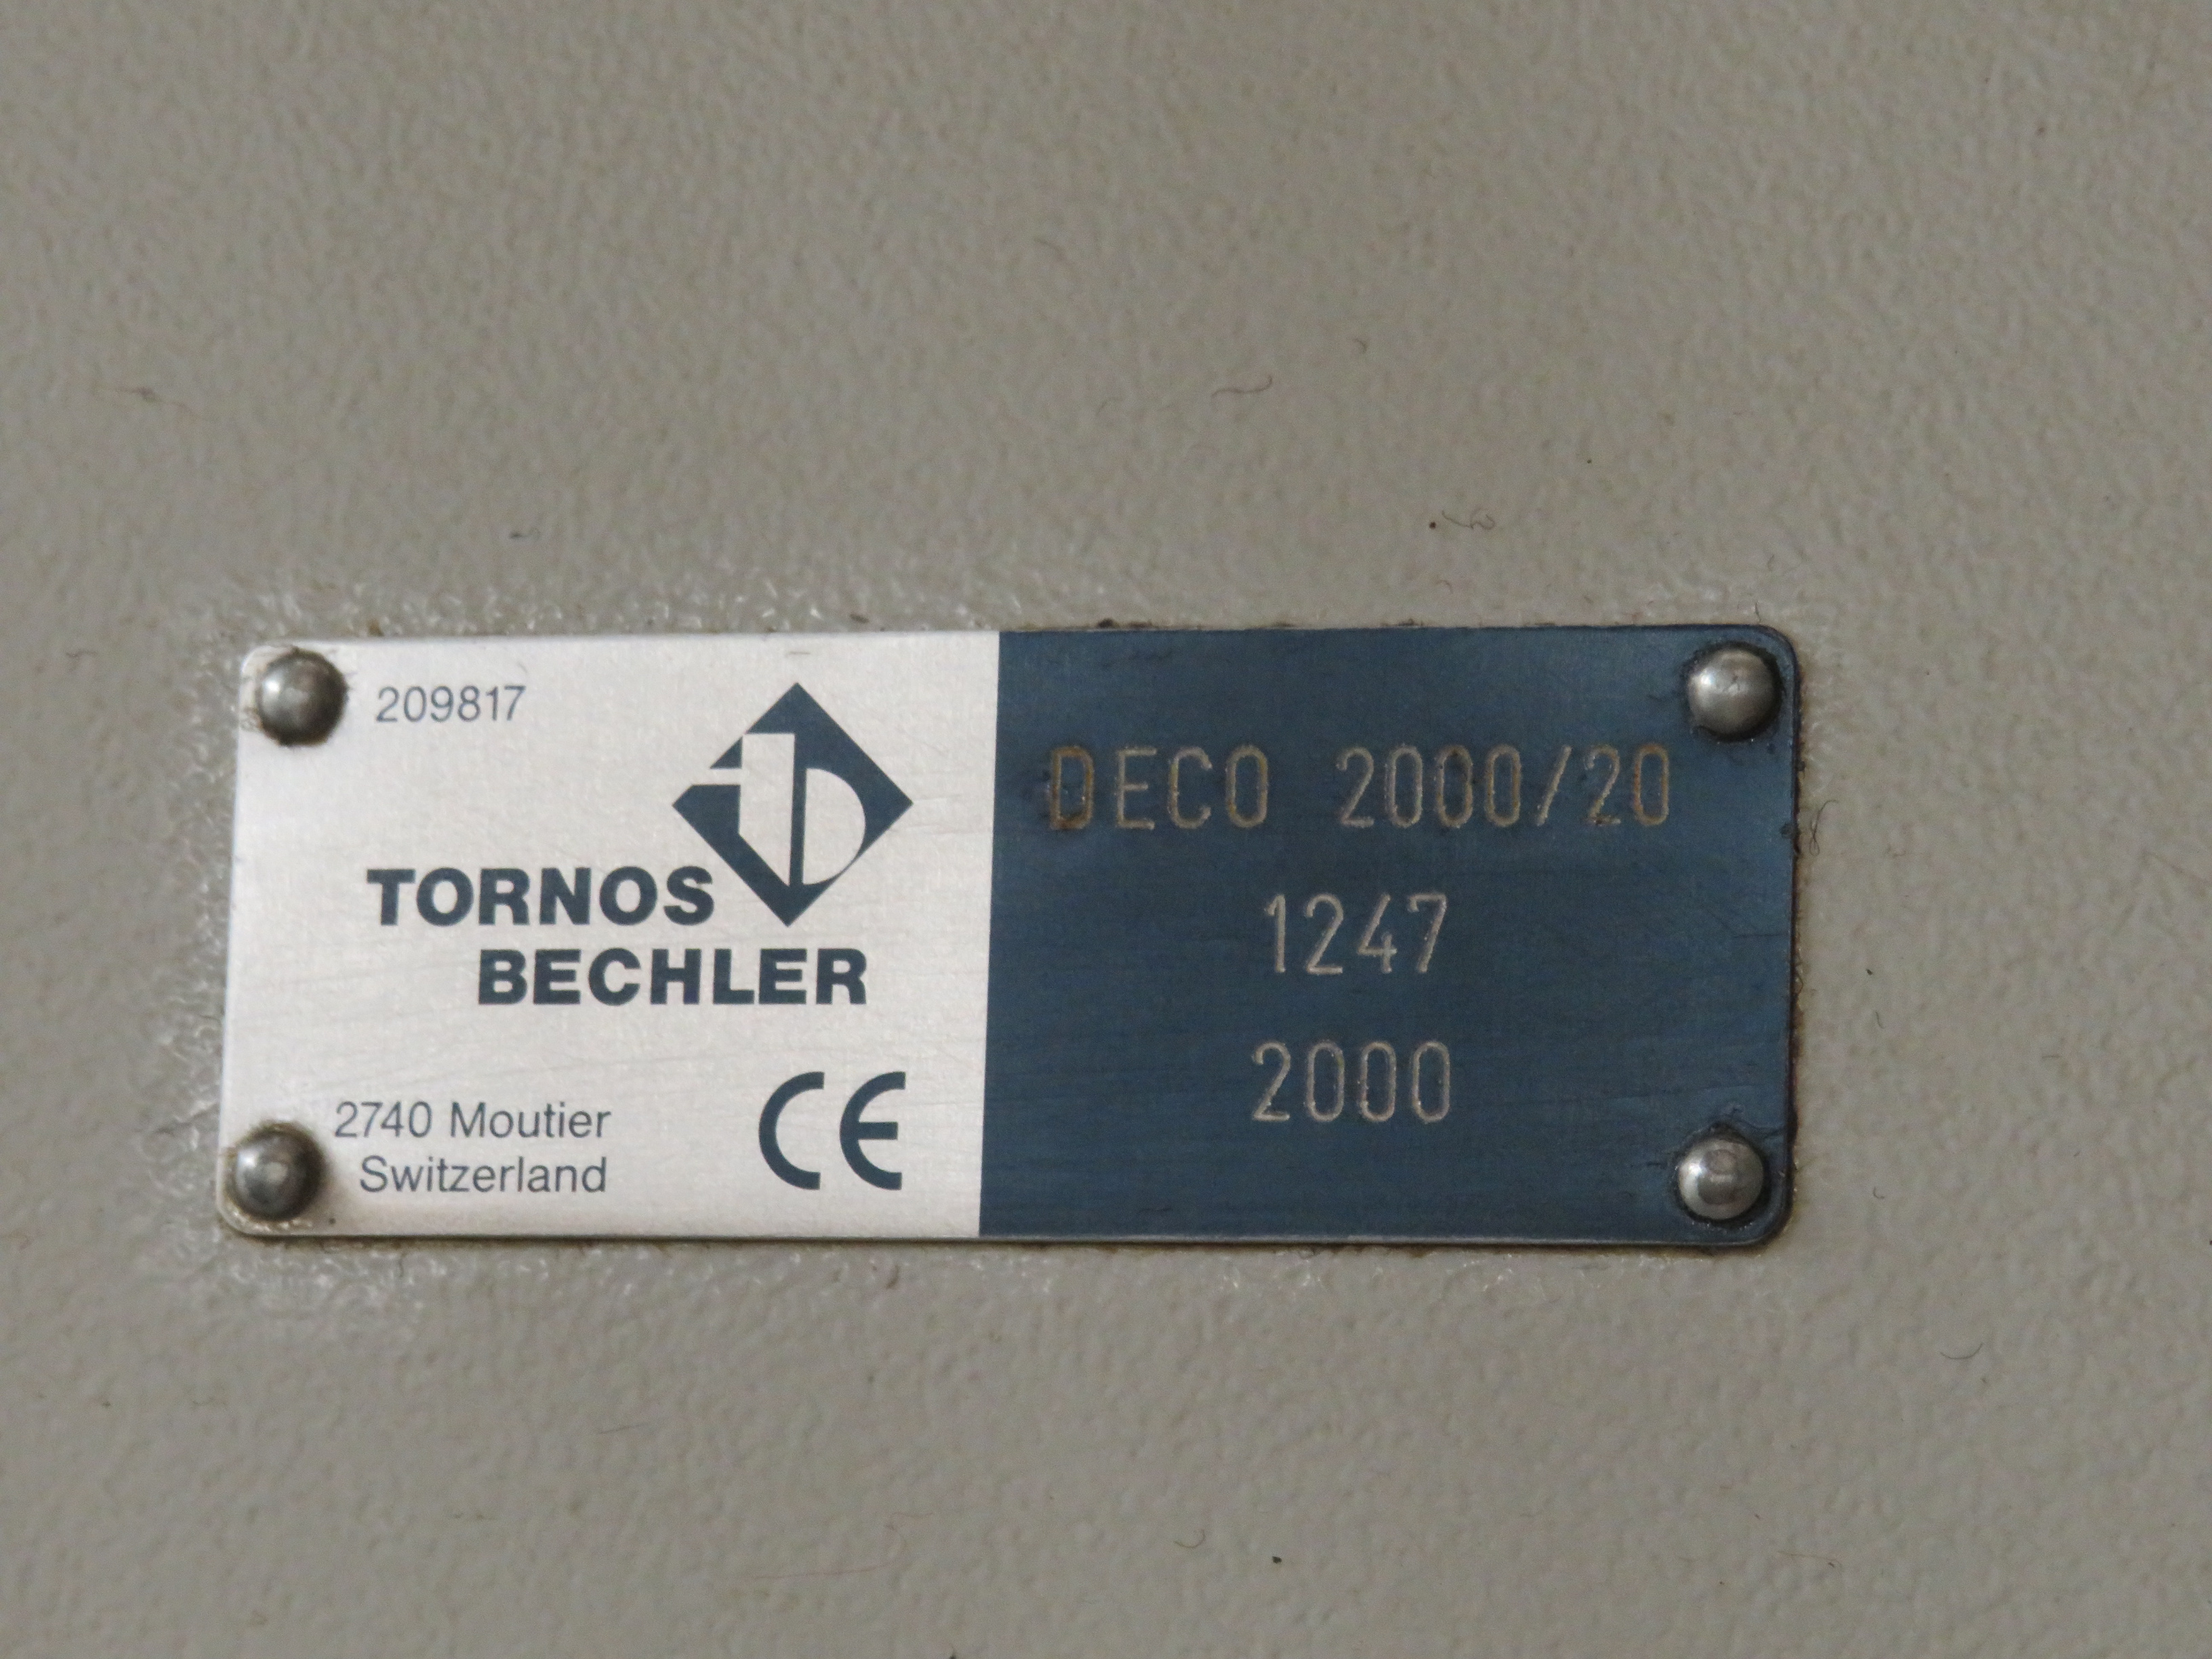 209817
TORNOS
BECHLER
2740 Moutier
Switzerland
CE
DECO 2000/20
1247
2000